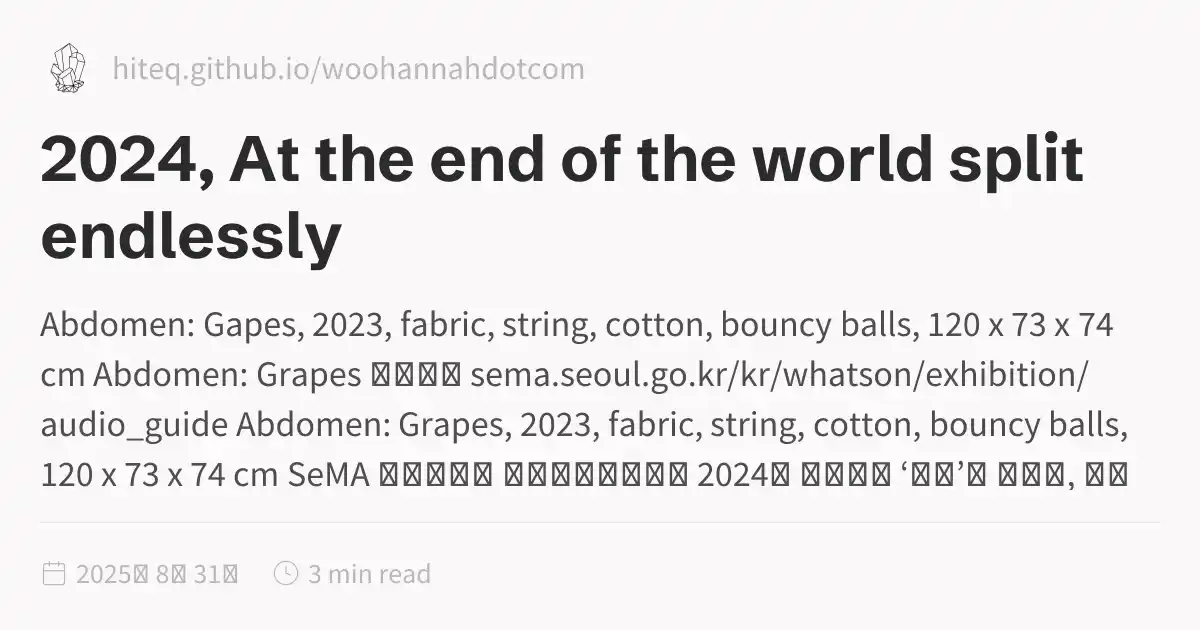 hiteq.github.io/woohannahdotcom
2024, At the end of the world split
endlessly
Abdomen: Gapes, 2023, fabric, string, cotton, bouncy balls, 120 x 73 x 74
cm Abdomen: Grapes sema.seoul.go.kr/kr/whatson/exhibition/
audio_guide Abdomen: Grapes, 2023, fabric, string, cotton, bouncy balls,
120 x 73 x 74 cm SeMA 2024 ‘ ’ ,
2025 8 31
3 min read